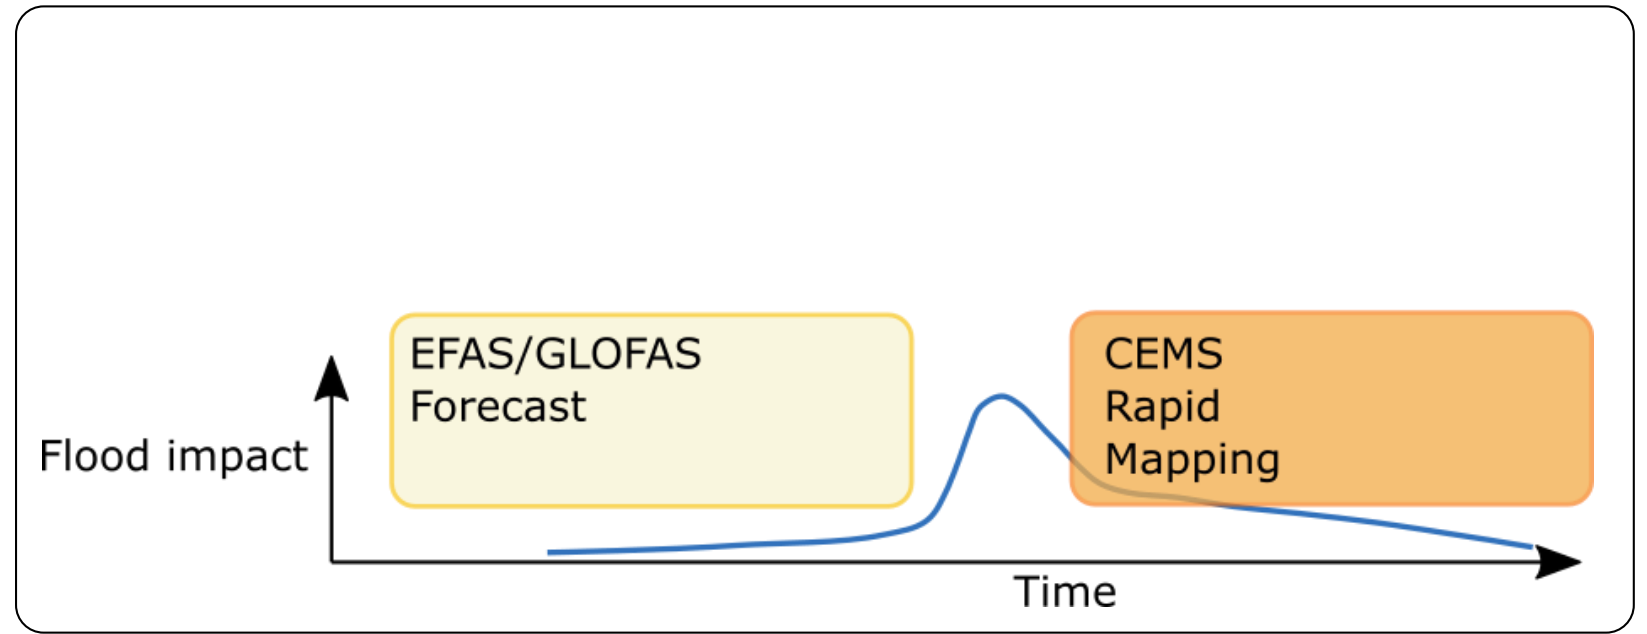 EFAS/GLOFAS
Forecast
CEMS
Rapid
Mapping
Flood impact
Time